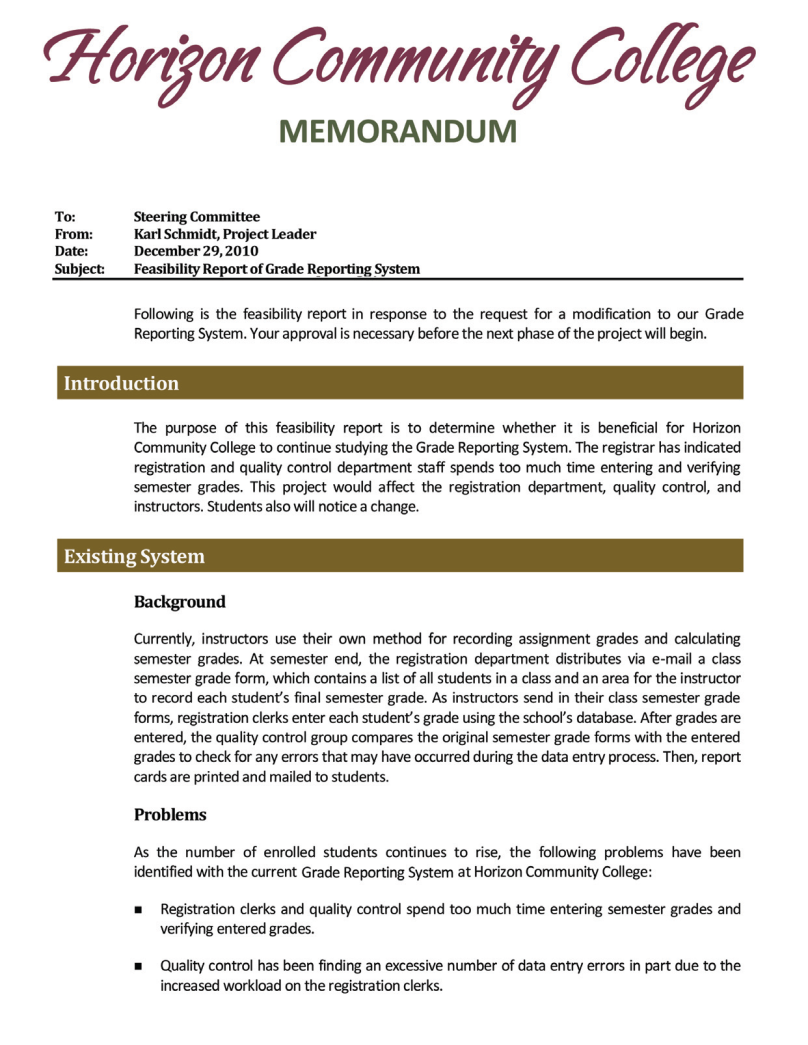 Horizon Community College
MEMORANDUM
To: Steering Committee
From: Karl Schmidt, Project Leader
Date: December 29, 2010
Subject: Feasibility Report of Grade Reporting System
Following is the feasibility report in response to the request for a modification to our Grade
Reporting System. Your approval is necessary before the next phase of the project will begin.
Introduction
The purpose of this feasibility report is to determine whether it is beneficial for Horizon
Community College to continue studying the Grade Reporting System. The registrar has indicated
registration and quality control department staff spends too much time entering and verifying
semester grades. This project would affect the registration department, quality control, and
instructors. Students also will notice a change.
Existing System
Background
Currently, instructors use their own method for recording assignment grades and calculating
semester grades. At semester end, the registration department distributes via e-mail a class
semester grade form, which contains a list of all students in a class and an area for the instructor
to record each student’s final semester grade. As instructors send in their class semester grade
forms, registration clerks enter each student’s grade using the school’s database. After grades are
entered, the quality control group compares the original semester grade forms with the entered
grades to check for any errors that may have occurred during the data entry process. Then, report
cards are printed and mailed to students.
Problems
As the number of enrolled students continues to rise, the following problems have been
identified with the current Grade Reporting System at Horizon Community College:
■ Registration clerks and quality control spend too much time entering semester grades and
verifying entered grades.
■ Quality control has been finding an excessive number of data entry errors in part due to the
increased workload on the registration clerks.